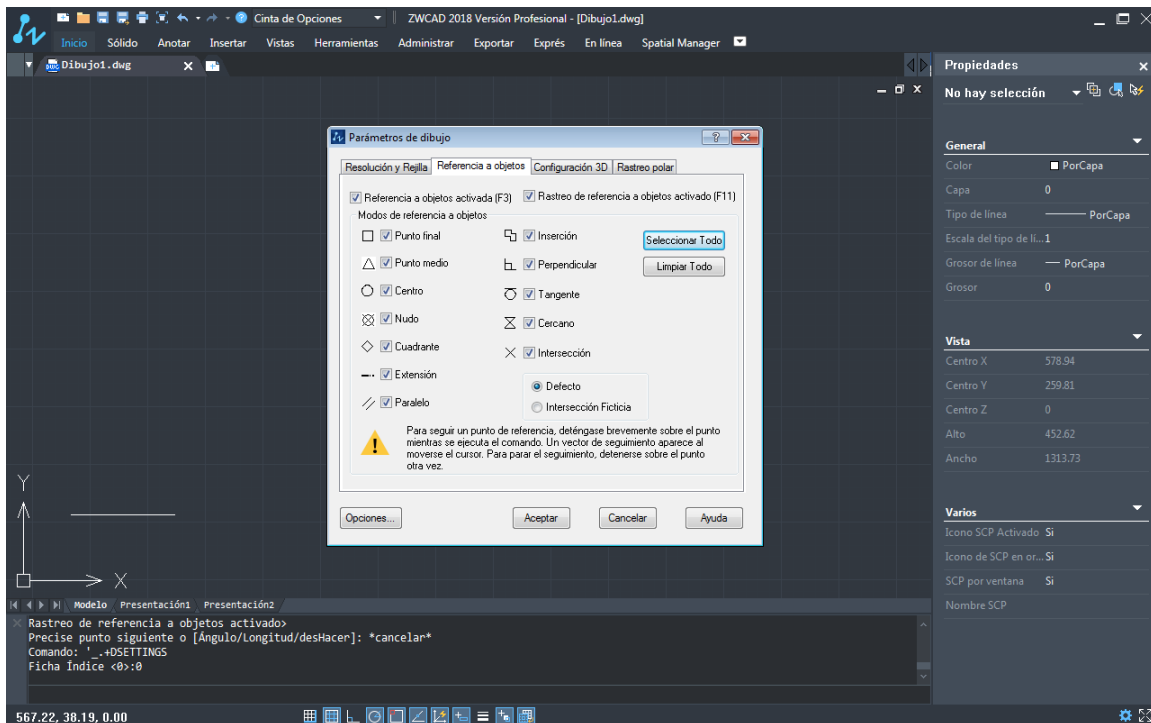 Cinta de Opciones
ZWCAD 2018 Versión Profesional - [Dibujo1.dwg]
Inicio Sólido Anotar Insertar Vistas Herramientas Administrar Exportar Exprés En línea Spatial Manager
Dibujo1.dwg
Propiedades
No hay selección
General
Color PorCapa
Capa 0
Tipo de línea PorCapa
Escala del tipo de lí...1
Grosor de línea PorCapa
Grosor 0
Vista
Centro X 578.94
Centro Y 259.81
Centro Z 0
Alto 452.62
Ancho 1313.73
Varios
Icono SCP Activado Si
Icono de SCP en or... Si
SCP por ventana Si
Nombre SCP
Parámetros de dibujo
Resolución y Rejilla Referencia a objetos Configuración 3D Rastreo polar
Referencia a objetos activada (F3) Rastreo de referencia a objetos activado (F11)
Modos de referencia a objetos
Punto final Inserción Seleccionar Todo
Punto medio Perpendicular Limpiar Todo
Centro Tangente
Nudo Cercano
Cuadrante Intersección
Extensión Defecto
Paralelo Intersección Ficticia
Para seguir un punto de referencia, deténgase brevemente sobre el punto
mientras se ejecuta el comando. Un vector de seguimiento aparece al
moverse el cursor. Para parar el seguimiento, detenerse sobre el punto
otra vez.
Opciones... Aceptar Cancelar Ayuda
Y
X
Modelo Presentación1 Presentación2
Rastreo de referencia a objetos activado>
Precise punto siguiente o [Ángulo/Longitud/desHacer]: *cancelar*
Comando: '_.+DSETTINGS
Ficha Índice <0>:0
567.22, 38.19, 0.00